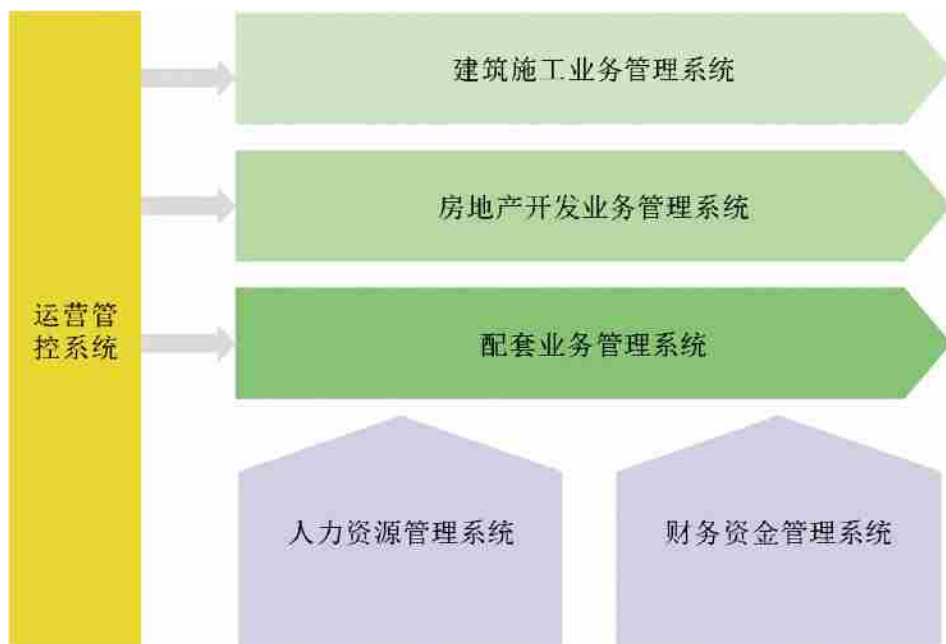 建筑施工业务管理系统
房地产开发业务管理系统
运营管
控系统
配套业务管理系统
人力资源管理系统
财务资金管理系统